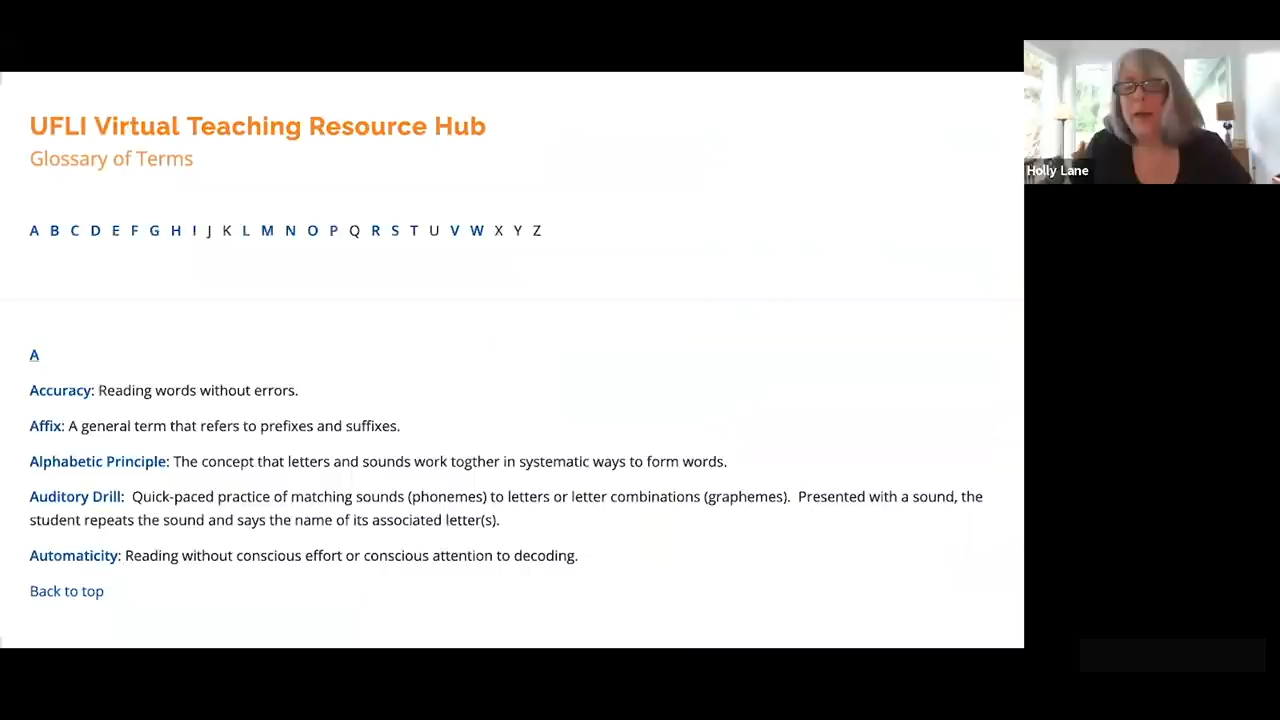 UFLI Virtual Teaching Resource Hub
Glossary of Terms
A B C D E F G H I J K L M N O P Q R S T U V W X Y Z
A
Accuracy: Reading words without errors.
Affix: A general term that refers to prefixes and suffixes.
Alphabetic Principle: The concept that letters and sounds work togther in systematic ways to form words.
Auditory Drill: Quick-paced practice of matching sounds (phonemes) to letters or letter combinations (graphemes). Presented with a sound, the
student repeats the sound and says the name of its associated letter(s).
Automaticity: Reading without conscious effort or conscious attention to decoding.
Back to top
Holly Lane